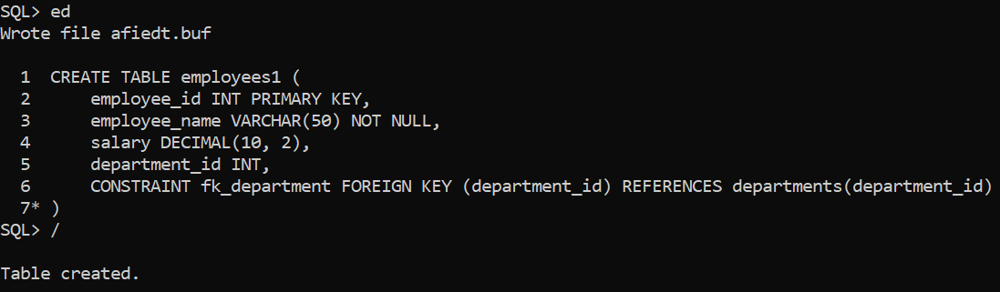 SQL> ed
Wrote file afiedt.buf
  1  CREATE TABLE employees1 (
  2      employee_id INT PRIMARY KEY,
  3      employee_name VARCHAR(50) NOT NULL,
  4      salary DECIMAL(10, 2),
  5      department_id INT,
  6      CONSTRAINT fk_department FOREIGN KEY (department_id) REFERENCES departments(department_id)
  7* )
SQL> /
Table created.